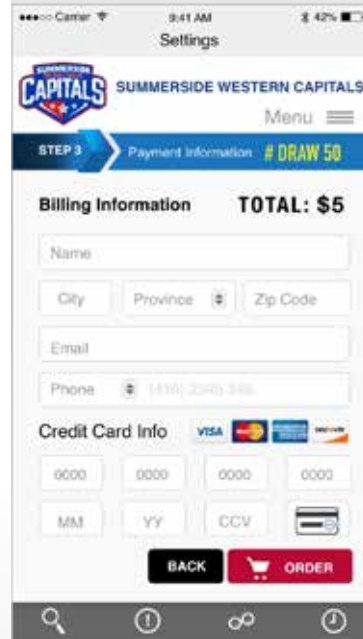 Carrier 9:41 AM 42%
Settings
SUMMERSIDE
CAPITALS
SUMMERSIDE WESTERN CAPITALS
Menu
STEP 3 Payment Information # DRAW 50
Billing Information TOTAL: $5
Name
City Province Zip Code
Email
Phone
Credit Card Info VISA
0000 0000 0000 0000
MM YY CCV
BACK ORDER